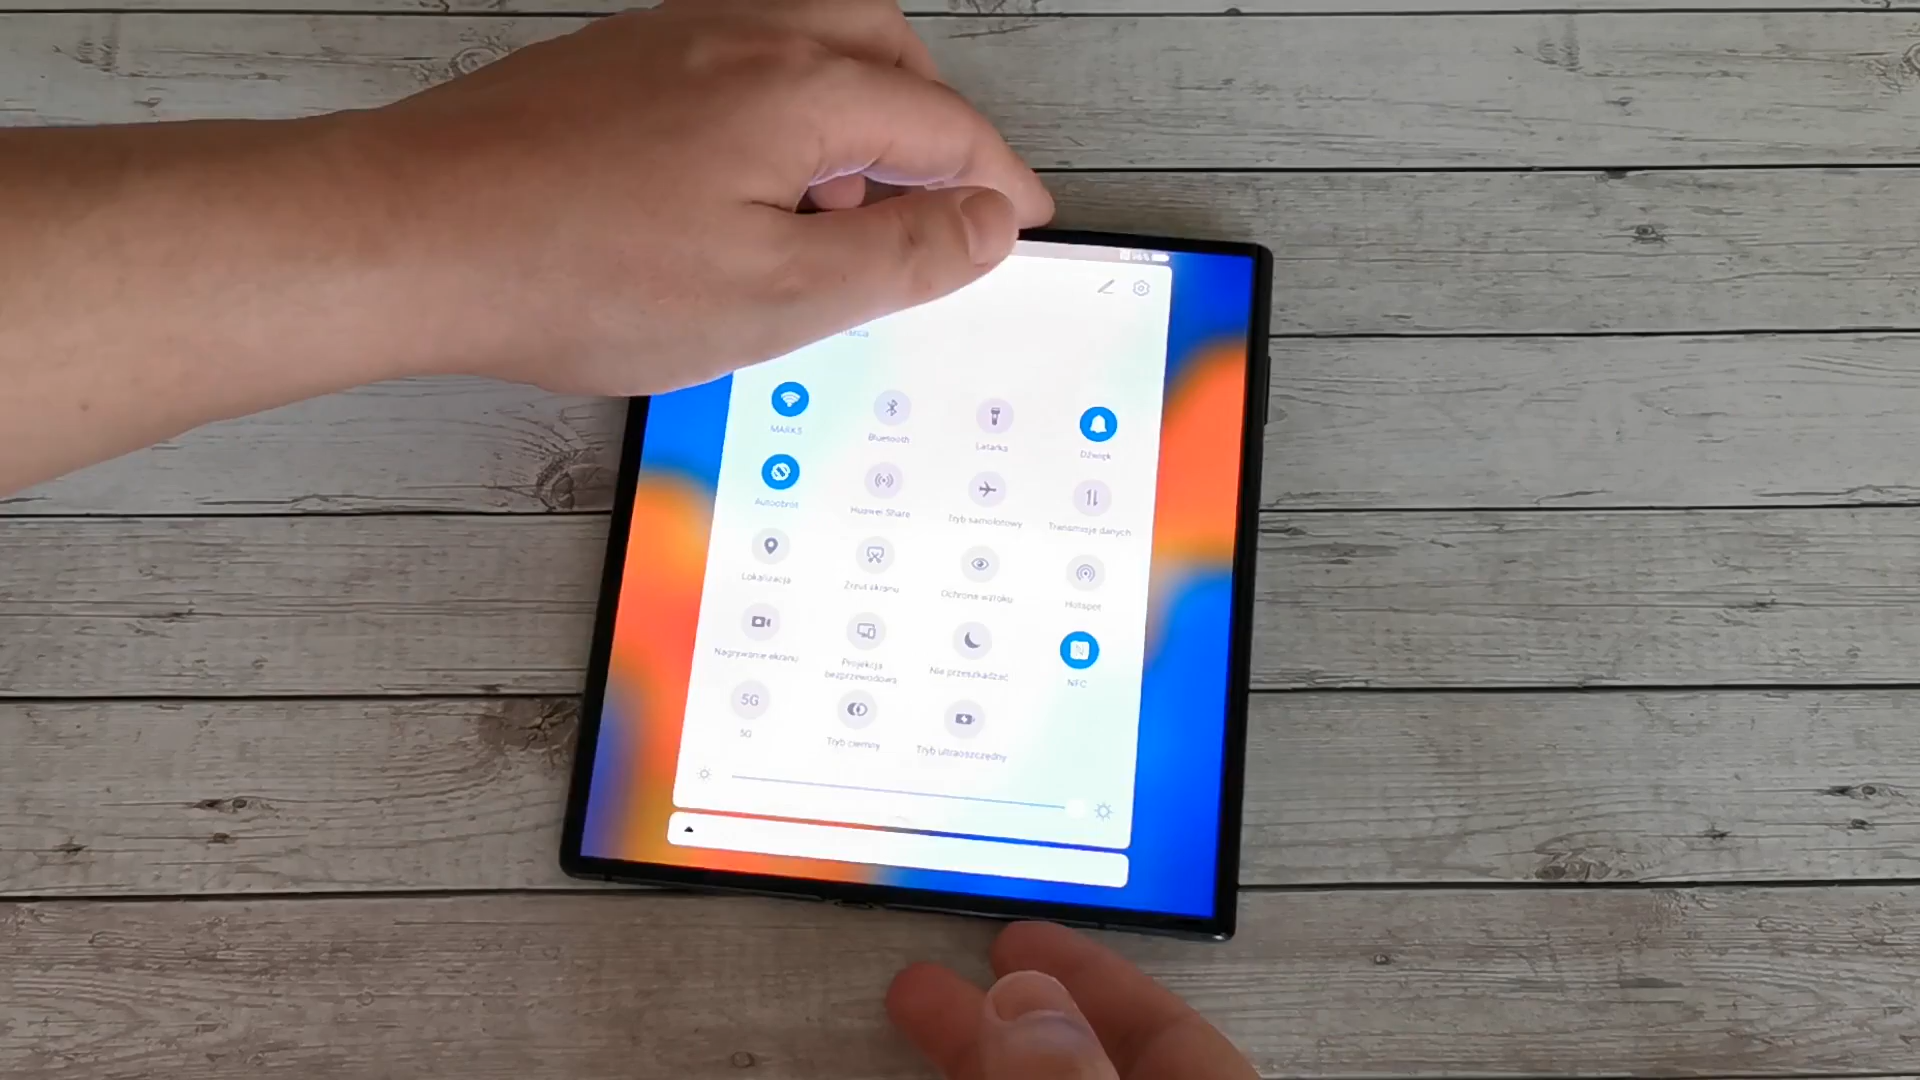 MARKS
Bluetooth
Latarka
Dźwięk
Autoobrót
Huawei Share
Tryb samolotowy
Transmisja danych
Lokalizacja
Zrzut ekranu
Ochrona wzroku
Hotspot
Nagrywanie ekranu
Projekcja
bezprzewodowa
Nie przeszkadzać
NFC
5G
5G
Tryb ciemny
Tryb ultraoszczędny